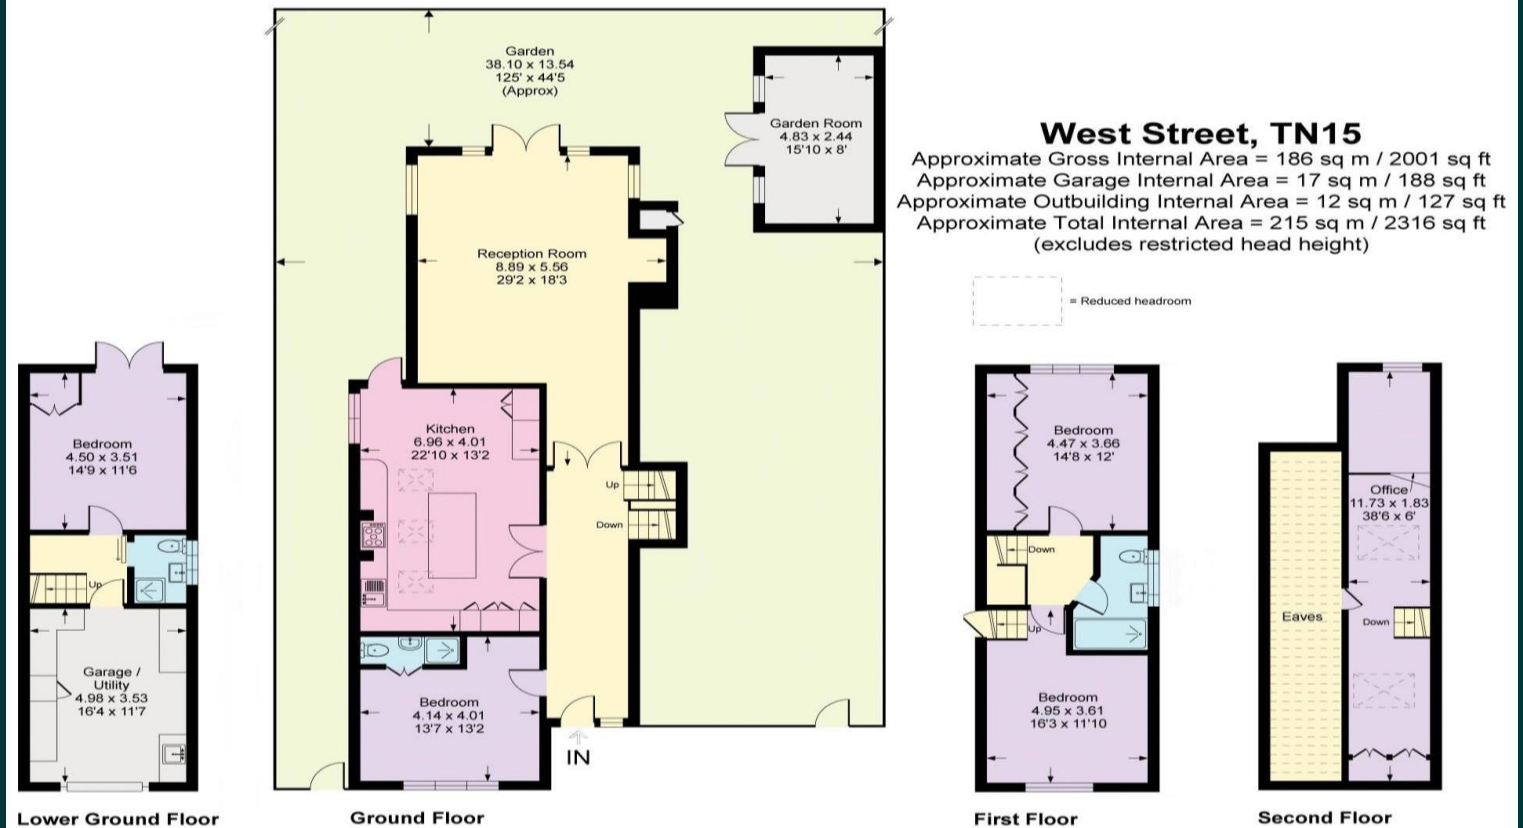 West Street, TN15
Approximate Gross Internal Area = 186 sq m / 2001 sq ft
Approximate Garage Internal Area = 17 sq m / 188 sq ft
Approximate Outbuilding Internal Area = 12 sq m / 127 sq ft
Approximate Total Internal Area = 215 sq m / 2316 sq ft
(excludes restricted head height)
= Reduced headroom
Bedroom
4.50 x 3.51
14'9 x 11'6
Up
Garage /
Utility
4.98 x 3.53
16'4 x 11'7
Lower Ground Floor
Garden
38.10 x 13.54
125' x 44'5
(Approx)
Garden Room
4.83 x 2.44
15'10 x 8'
Reception Room
8.89 x 5.56
29'2 x 18'3
Kitchen
6.96 x 4.01
22'10 x 13'2
Up
Down
Bedroom
4.14 x 4.01
13'7 x 13'2
IN
Ground Floor
Bedroom
4.47 x 3.66
14'8 x 12'
Down
Up
Bedroom
4.95 x 3.61
16'3 x 11'10
First Floor
Office
11.73 x 1.83
38'6 x 6'
Eaves
Down
Second Floor